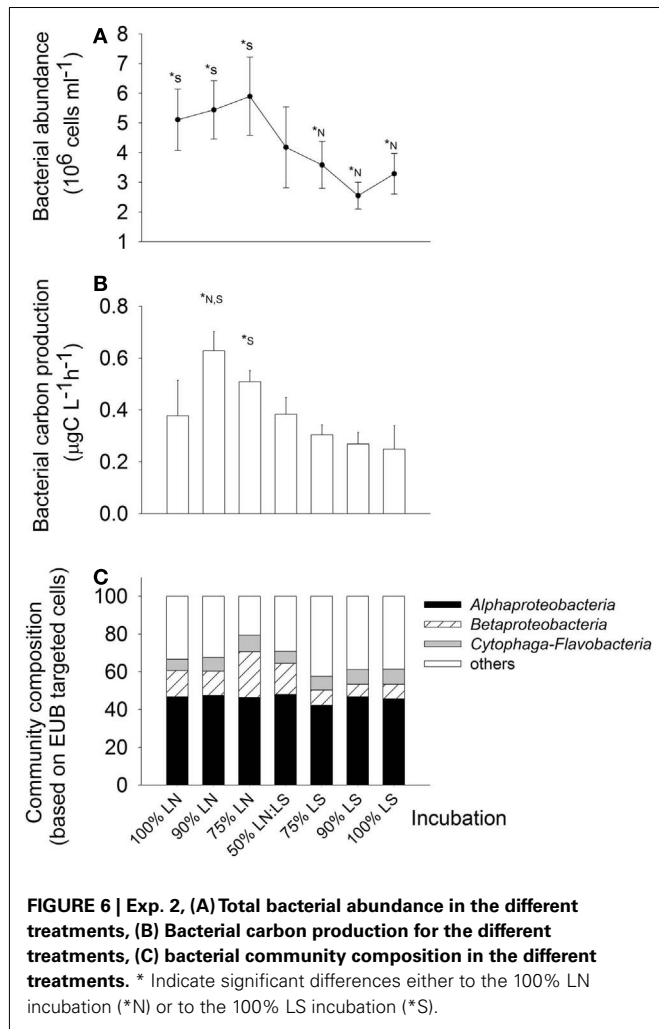 A
Bacterial abundance
(10⁶ cells ml⁻¹)
8
7
6
5
4
3
2
1
*S
*S
*S
*N
*N
*N
B
Bacterial carbon production
(µgC L⁻¹h⁻¹)
0.8
0.6
0.4
0.2
0.0
*N,S
*S
C
Community composition
(based on EUB targeted cells)
100
80
60
40
20
0
Alphaproteobacteria
Betaproteobacteria
Cytophaga-Flavobacteria
others
100% LN
90% LN
75% LN
50% LN:LS
75% LS
90% LS
100% LS
Incubation
FIGURE 6 | Exp. 2, (A) Total bacterial abundance in the different
treatments, (B) Bacterial carbon production for the different
treatments, (C) bacterial community composition in the different
treatments. * Indicate significant differences either to the 100% LN
incubation (*N) or to the 100% LS incubation (*S).